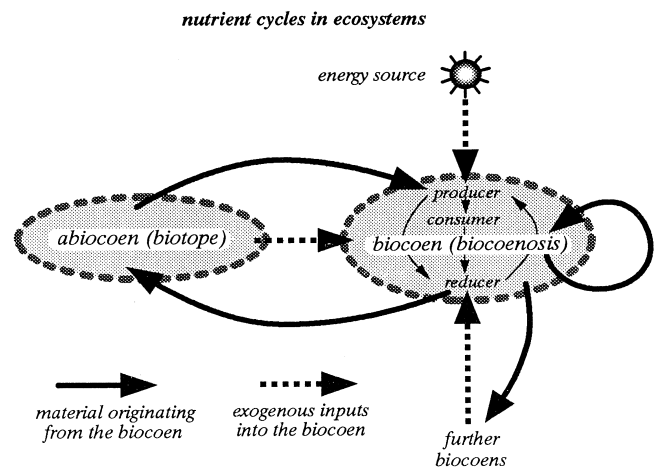 nutrient cycles in ecosystems
energy source
producer
consumer
abiocoen (biotope)
biocoen (biocoenosis)
reducer
material originating
from the biocoen
exogenous inputs
into the biocoen
further
biocoens